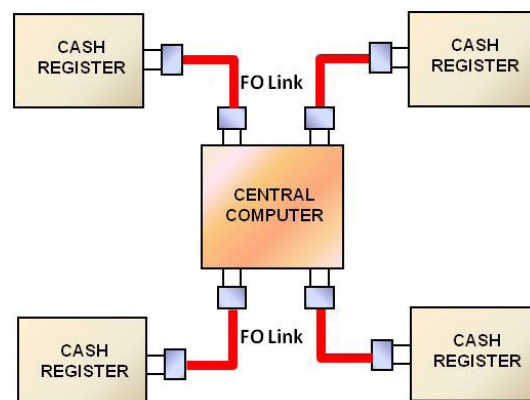 CASH
REGISTER
CASH
REGISTER
FO Link
CENTRAL
COMPUTER
FO Link
CASH
REGISTER
CASH
REGISTER